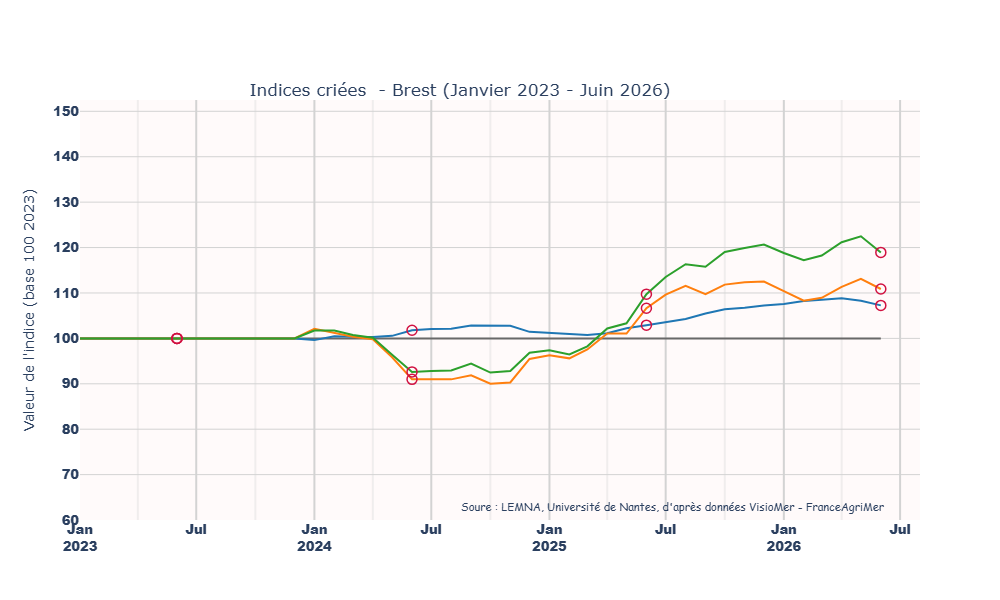 Indices criées  - Brest (Janvier 2023 - Juin 2026)
Valeur de l'indice (base 100 2023)
150
140
130
120
110
100
90
80
70
60
Soure : LEMNA, Université de Nantes, d'après données VisioMer - FranceAgriMer
Jan Jul Jan Jul Jan Jul Jan Jul
2023 2024 2025 2026